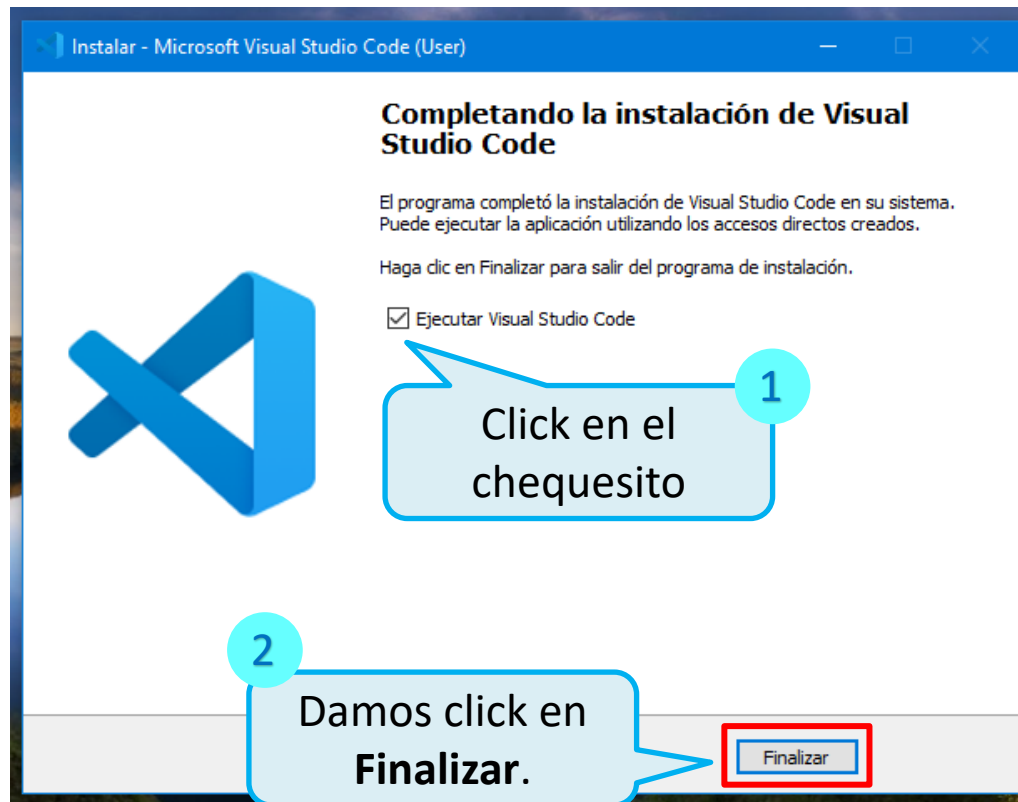 Instalar - Microsoft Visual Studio Code (User)
Completando la instalación de Visual
Studio Code
El programa completó la instalación de Visual Studio Code en su sistema.
Puede ejecutar la aplicación utilizando los accesos directos creados.
Haga clic en Finalizar para salir del programa de instalación.
Ejecutar Visual Studio Code
1
Click en el
chequesito
2
Damos click en
Finalizar.
Finalizar